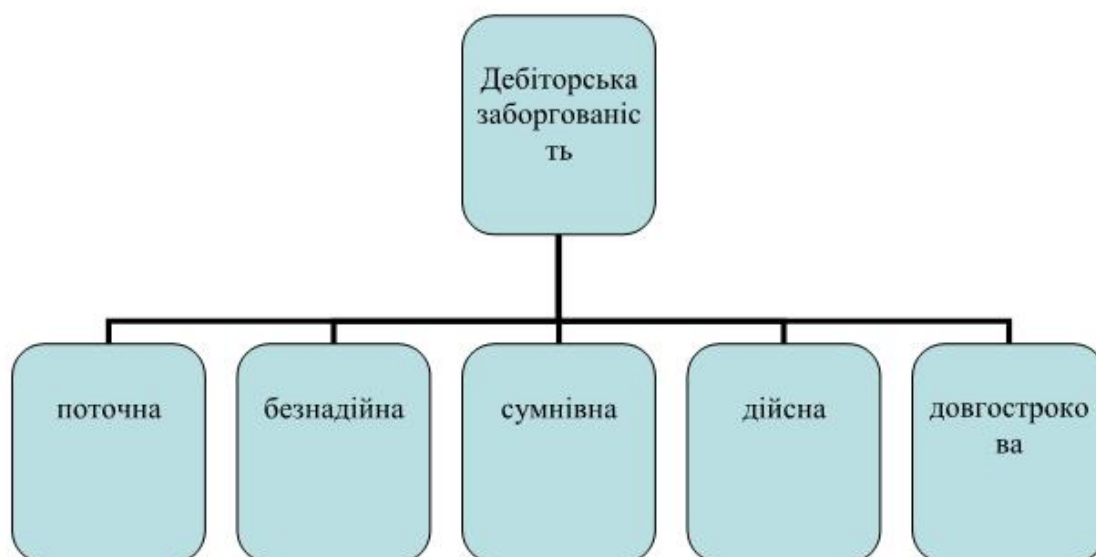 Дебіторська
заборгованіс
ть
поточна
безнадійна
сумнівна
дійсна
довгостроко
ва